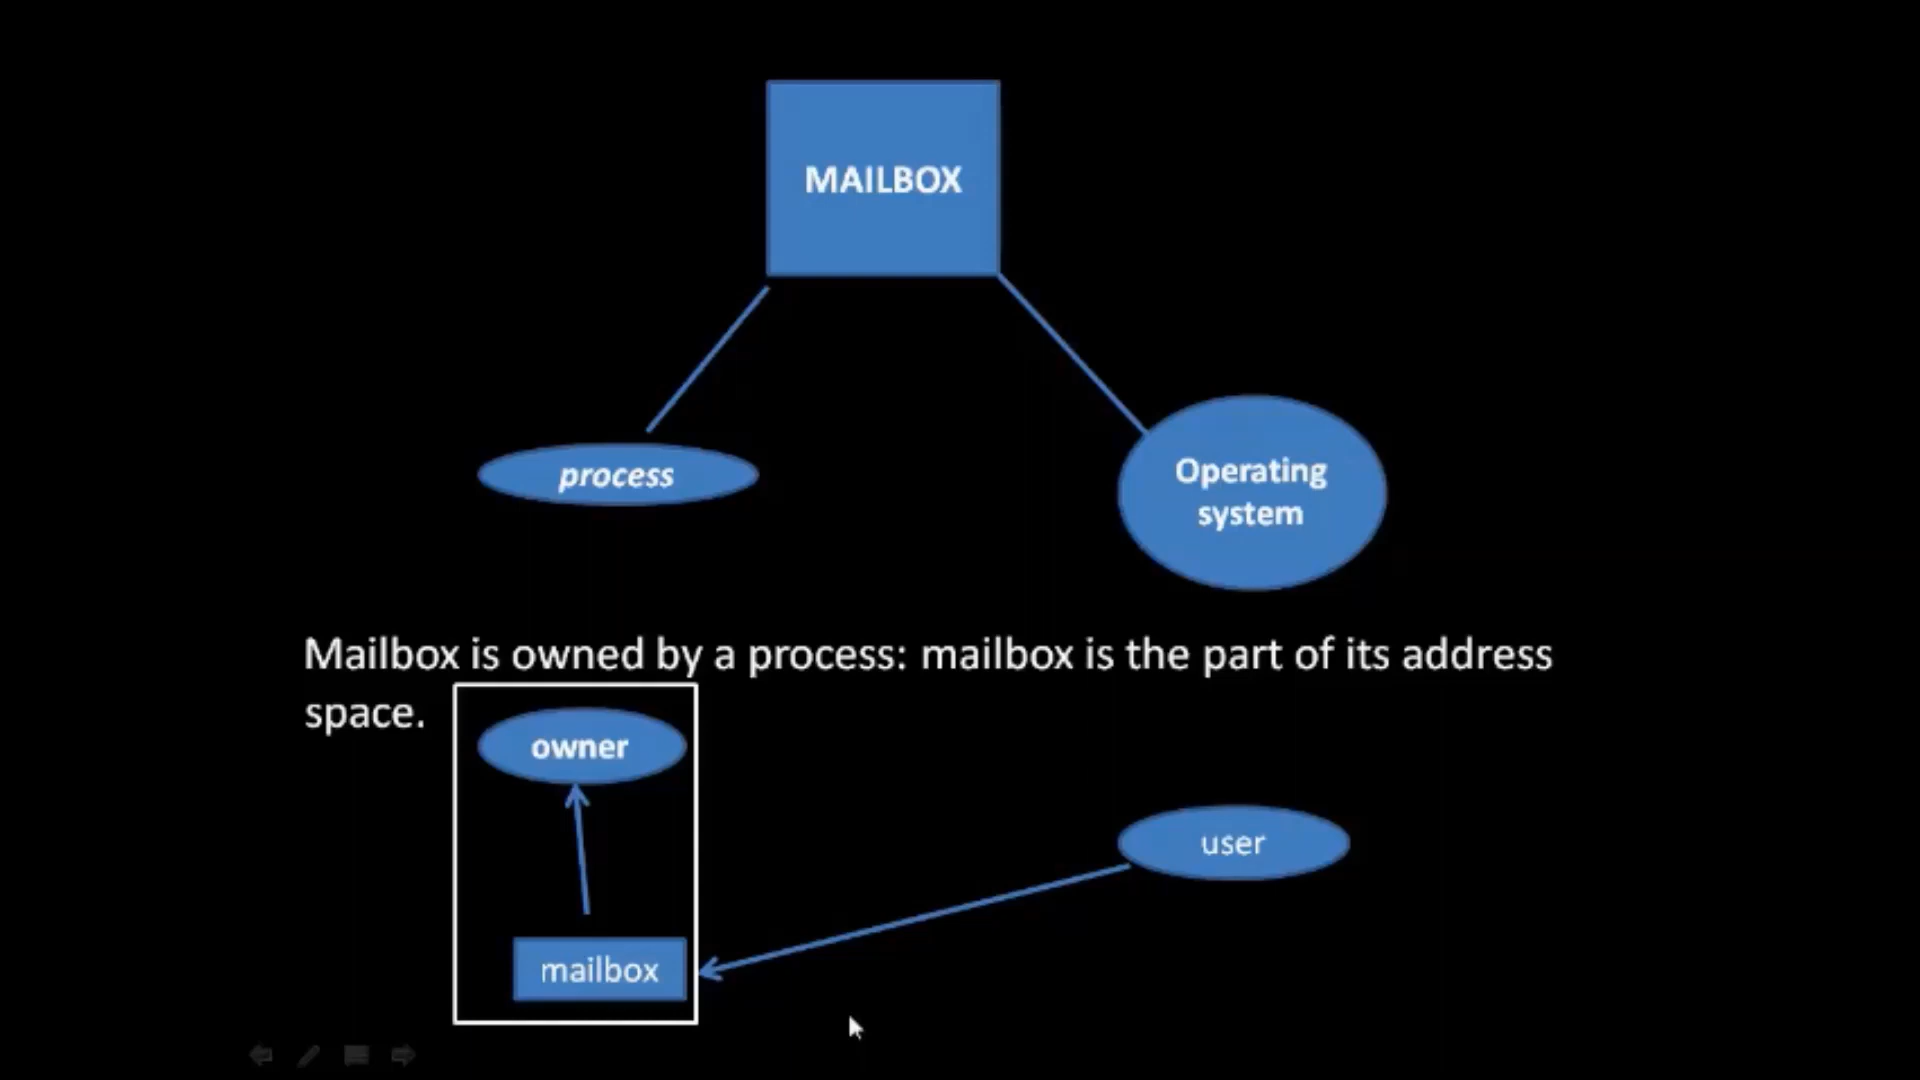 MAILBOX
process
Operating
system
Mailbox is owned by a process: mailbox is the part of its address
space.
owner
user
mailbox